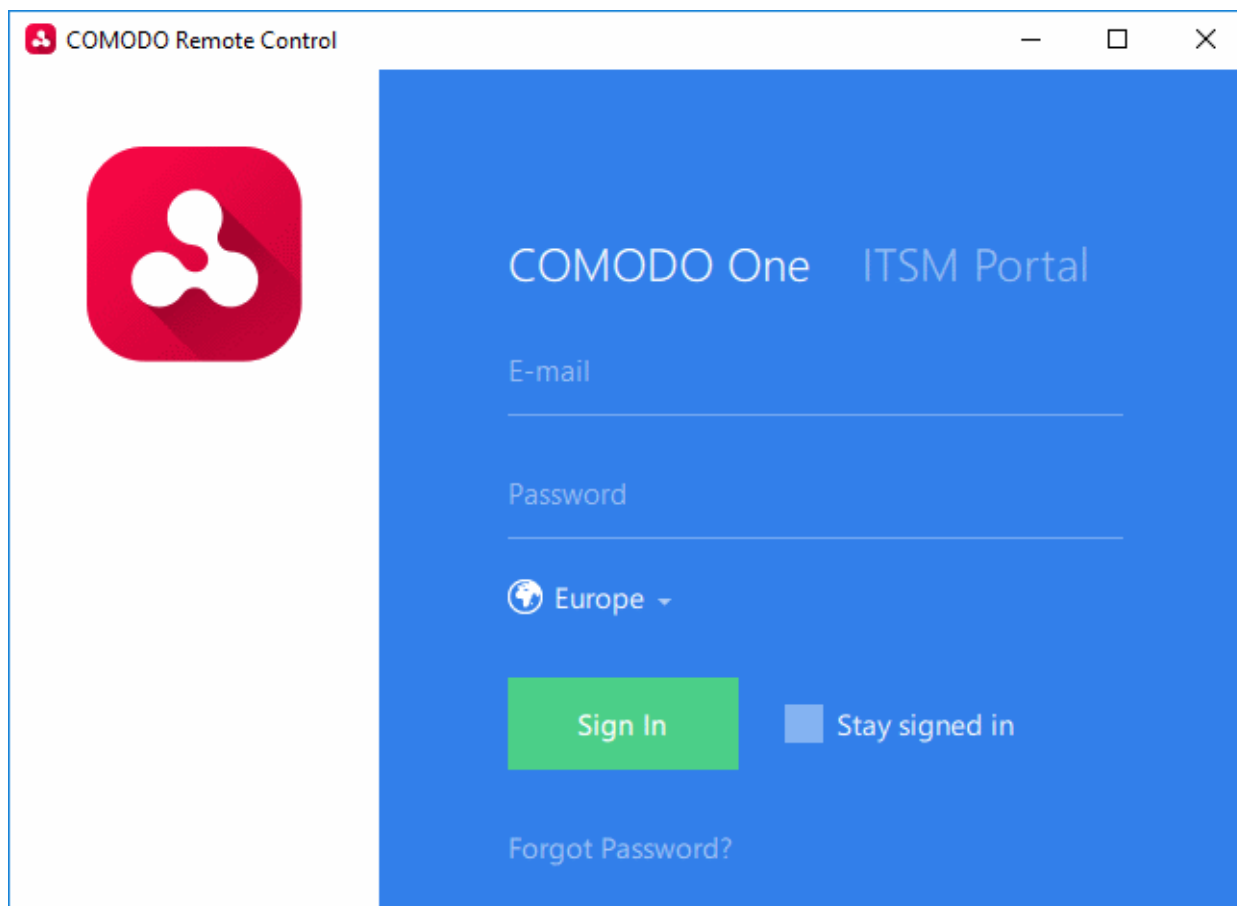 COMODO Remote Control
COMODO One ITSM Portal
E-mail
Password
Europe
Sign In Stay signed in
Forgot Password?